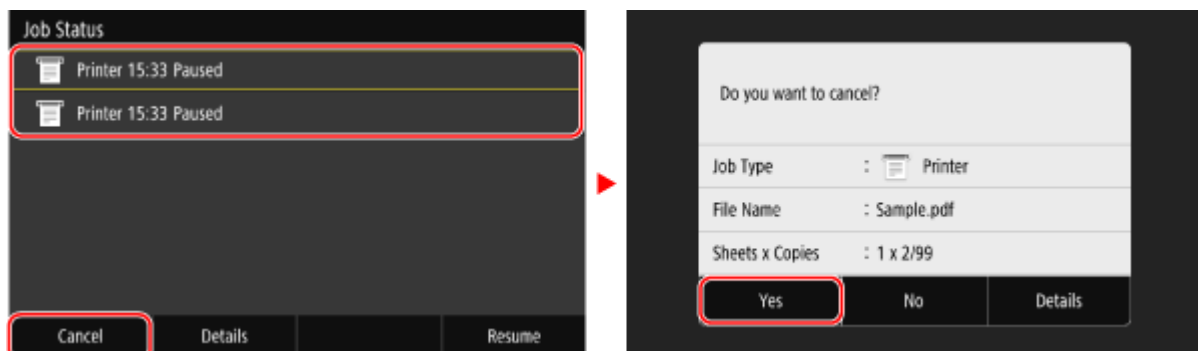 Job Status
Printer 15:33 Paused
Printer 15:33 Paused
Cancel Details Resume
Do you want to cancel?
Job Type : Printer
File Name : Sample.pdf
Sheets x Copies : 1 x 2/99
Yes No Details